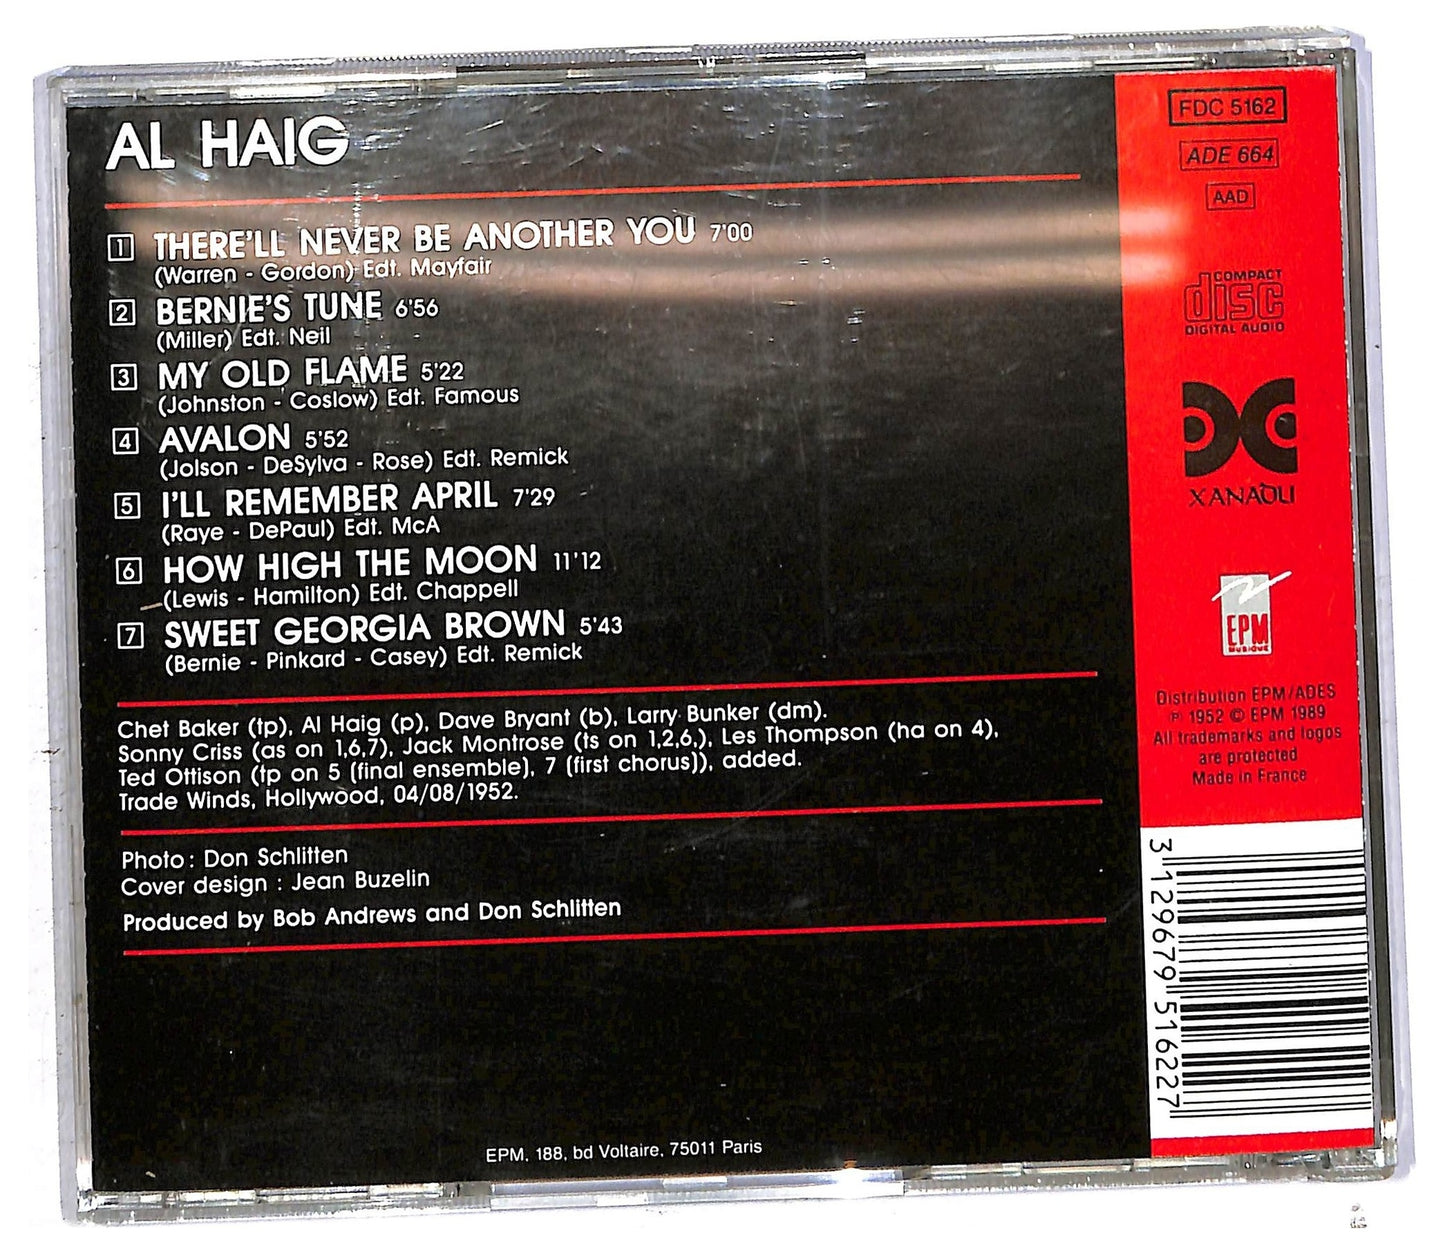 AL HAIG
1 THERE'LL NEVER BE ANOTHER YOU 7'00
(Warren - Gordon) Edt. Mayfair
2 BERNIE'S TUNE 6'56
(Miller) Edt. Neil
3 MY OLD FLAME 5'22
(Johnston - Coslow) Edt. Famous
4 AVALON 5'52
(Jolson - DeSylva - Rose) Edt. Remick
5 I'LL REMEMBER APRIL 7'29
(Raye - DePaul) Edt. McA
6 HOW HIGH THE MOON 11'12
(Lewis - Hamilton) Edt. Chappell
7 SWEET GEORGIA BROWN 5'43
(Bernie - Pinkard - Casey) Edt. Remick
Chet Baker (tp), Al Haig (p), Dave Bryant (b), Larry Bunker (dm).
Sonny Criss (as on 1,6,7), Jack Montrose (ts on 1,2,6,), Les Thompson (ha on 4),
Ted Ottison (tp on 5 (final ensemble), 7 (first chorus)), added.
Trade Winds, Hollywood, 04/08/1952.
Photo : Don Schlitten
Cover design : Jean Buzelin
Produced by Bob Andrews and Don Schlitten
EPM, 188, bd Voltaire, 75011 Paris
FDC 5162
ADE 664
AAD
COMPACT
disc
DIGITAL AUDIO
XANADU
EPM
MUSIQUE
Distribution EPM/ADES
℗ 1952 © EPM 1989
All trademarks and logos
are protected
Made in France
3 129679 516227